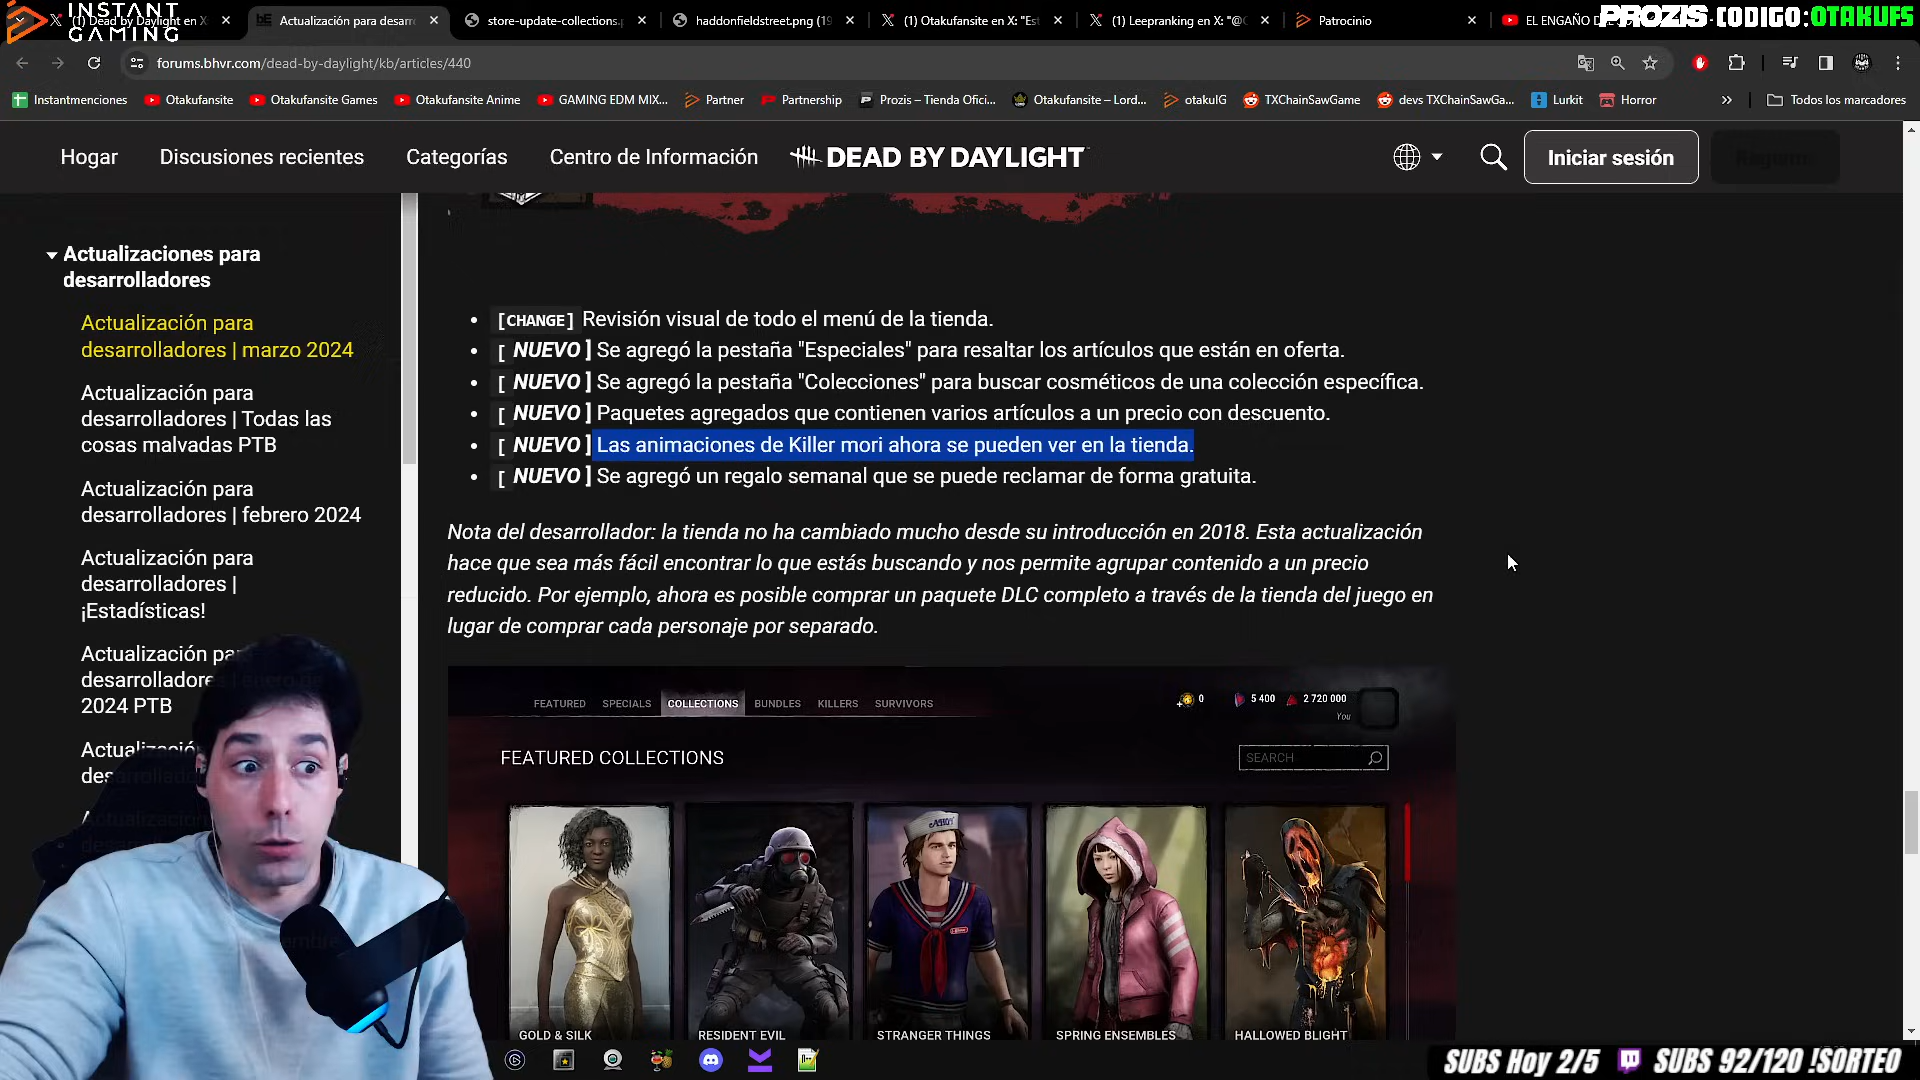 INSTANT
GAMING
Dead by Daylight en X
Actualización para desarr
store-update-collections.p
haddonfieldstreet.png (19
(1) Otakufansite en X: "Est
(1) Leepranking en X: "@C
Patrocinio
EL ENGAÑO D
PROZIS CODIGO:OTAKUFS
forums.bhvr.com/dead-by-daylight/kb/articles/440
Instantmenciones
Otakufansite
Otakufansite Games
Otakufansite Anime
GAMING EDM MIX...
Partner
Partnership
Prozis – Tienda Ofici...
Otakufansite – Lord...
otakuIG
TXChainSawGame
devs TXChainSawGa...
Lurkit
Horror
Todos los marcadores
Hogar
Discusiones recientes
Categorías
Centro de Información
DEAD BY DAYLIGHT
Iniciar sesión
Actualizaciones para
desarrolladores
Actualización para
desarrolladores | marzo 2024
Actualización para
desarrolladores | Todas las
cosas malvadas PTB
Actualización para
desarrolladores | febrero 2024
Actualización para
desarrolladores |
¡Estadísticas!
Actualización par
desarrolladores | enero de
2024 PTB
[CHANGE] Revisión visual de todo el menú de la tienda.
[ NUEVO ] Se agregó la pestaña "Especiales" para resaltar los artículos que están en oferta.
[ NUEVO ] Se agregó la pestaña "Colecciones" para buscar cosméticos de una colección específica.
[ NUEVO ] Paquetes agregados que contienen varios artículos a un precio con descuento.
[ NUEVO ] Las animaciones de Killer mori ahora se pueden ver en la tienda.
[ NUEVO ] Se agregó un regalo semanal que se puede reclamar de forma gratuita.
Nota del desarrollador: la tienda no ha cambiado mucho desde su introducción en 2018. Esta actualización
hace que sea más fácil encontrar lo que estás buscando y nos permite agrupar contenido a un precio
reducido. Por ejemplo, ahora es posible comprar un paquete DLC completo a través de la tienda del juego en
lugar de comprar cada personaje por separado.
FEATURED SPECIALS COLLECTIONS BUNDLES KILLERS SURVIVORS
0 5 400 2 720 000
You
FEATURED COLLECTIONS
SEARCH
AHOY
GOLD & SILK
RESIDENT EVIL
STRANGER THINGS
SPRING ENSEMBLES
HALLOWED BLIGHT
SUBS Hoy 2/5 SUBS 92/120 !SORTEO